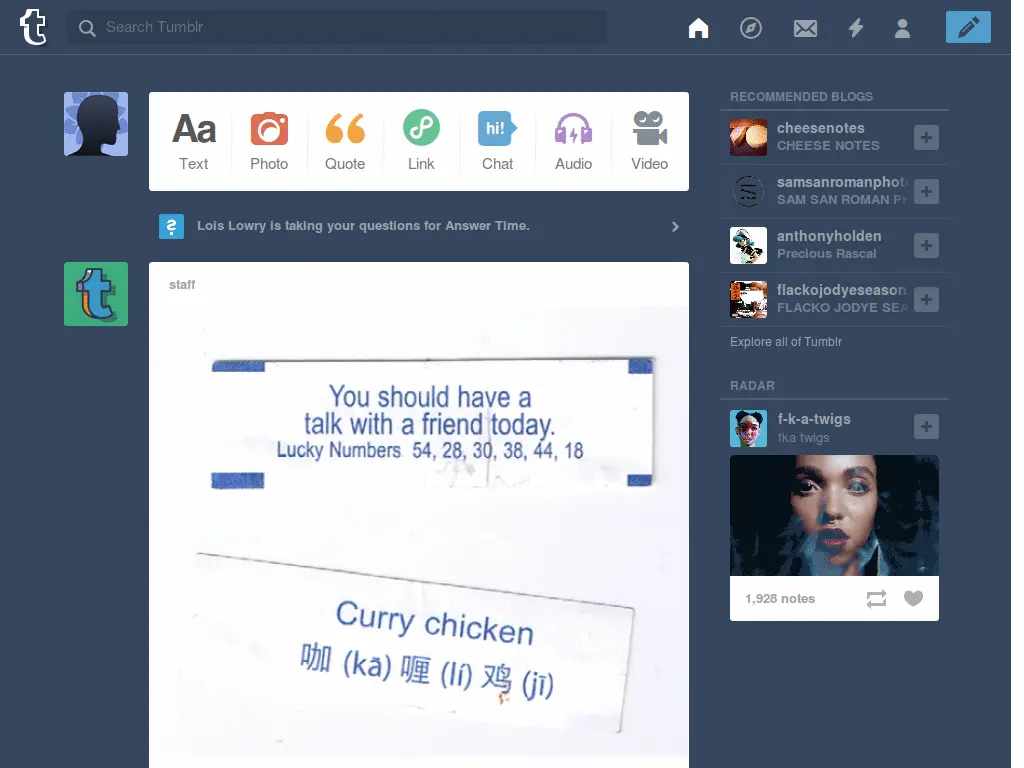 Search Tumblr
Aa
Text
Photo
Quote
Link
hi!
Chat
Audio
Video
? Lois Lowry is taking your questions for Answer Time.
staff
You should have a
talk with a friend today.
Lucky Numbers 54, 28, 30, 38, 44, 18
Curry chicken
咖 (kā) 喱 (lí) 鸡 (jī)
RECOMMENDED BLOGS
cheesenotes
CHEESE NOTES
samsanromanphoto
SAM SAN ROMAN
anthonyholden
Precious Rascal
flackojodyeseason
FLACKO JODYE SEA
Explore all of Tumblr
RADAR
f-k-a-twigs
fka twigs
1,928 notes